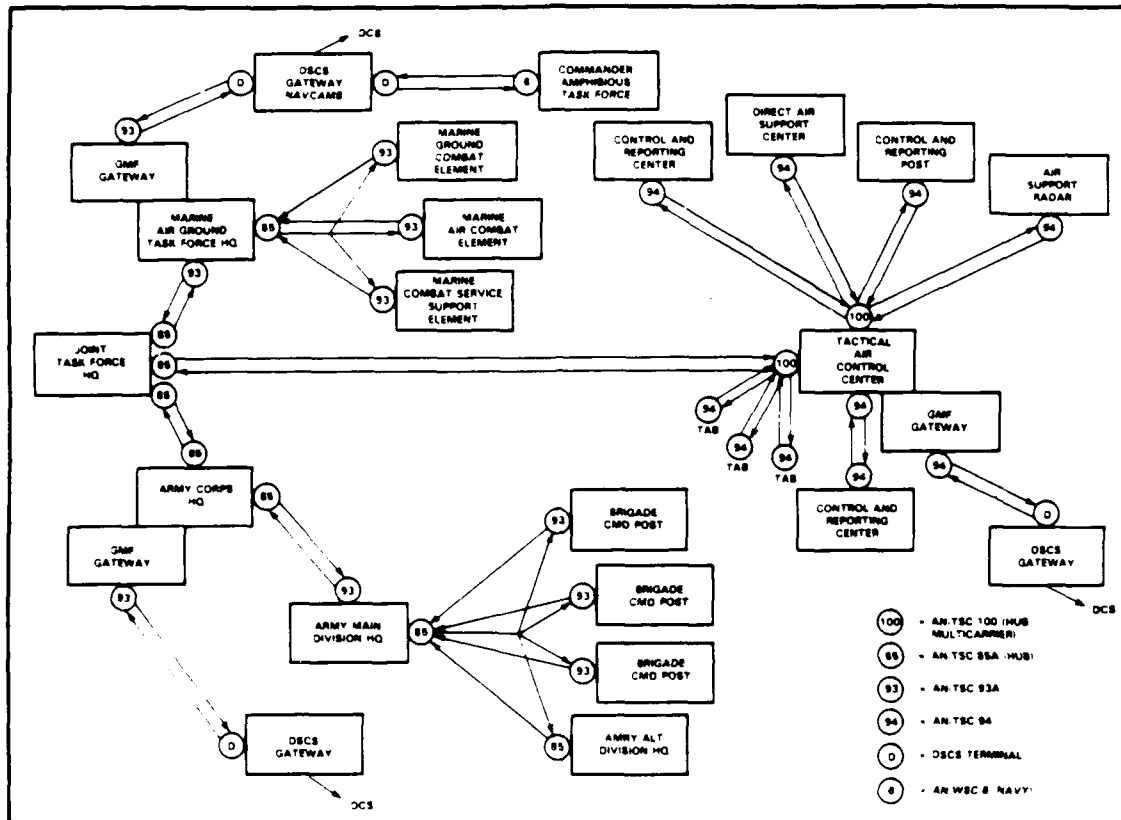 DCS
DSCS
GATEWAY
NAVCAMS
D
D
6
COMMANDER
AMPHIBIOUS
TASK FORCE
93
GMF
GATEWAY
MARINE
AIR GROUND
TASK FORCE HQ
85
93
MARINE
GROUND
COMBAT
ELEMENT
93
MARINE
AIR COMBAT
ELEMENT
93
MARINE
COMBAT SERVICE
SUPPORT
ELEMENT
93
85
JOINT
TASK FORCE
HQ
85
85
85
ARMY CORPS
HQ
85
GMF
GATEWAY
93
93
ARMY MAIN
DIVISION HQ
85
93
BRIGADE
CMD POST
93
BRIGADE
CMD POST
93
BRIGADE
CMD POST
85
AMRY ALT
DIVISION HQ
D
DSCS
GATEWAY
DCS
CONTROL AND
REPORTING
CENTER
94
DIRECT AIR
SUPPORT
CENTER
94
CONTROL AND
REPORTING
POST
94
AIR
SUPPORT
RADAR
94
100
100
TACTICAL
AIR
CONTROL
CENTER
94
TAB
94
TAB
94
TAB
94
94
CONTROL AND
REPORTING
CENTER
GMF
GATEWAY
94
D
DSCS
GATEWAY
DCS
100 - AN/TSC 100 (HUB
MULTICARRIER)
85 - AN/TSC 85A (HUB)
93 - AN/TSC 93A
94 - AN/TSC 94
D - DSCS TERMINAL
6 - AN/WSC 6 (NAVY)